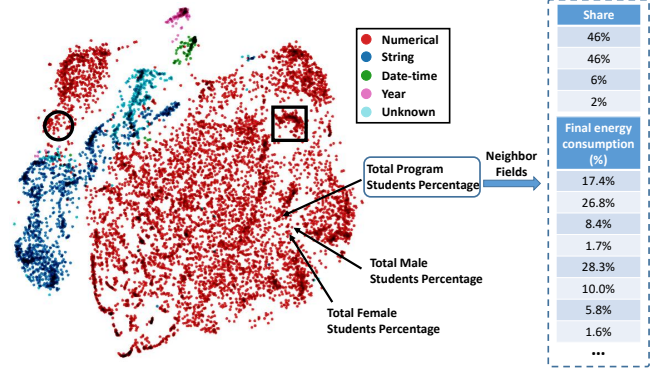 Numerical
String
Date-time
Year
Unknown
Total Program
Students Percentage
Neighbor
Fields
Total Male
Students Percentage
Total Female
Students Percentage
Share
46%
46%
6%
2%
Final energy
consumption
(%)
17.4%
26.8%
8.4%
1.7%
28.3%
10.0%
5.8%
1.6%
...